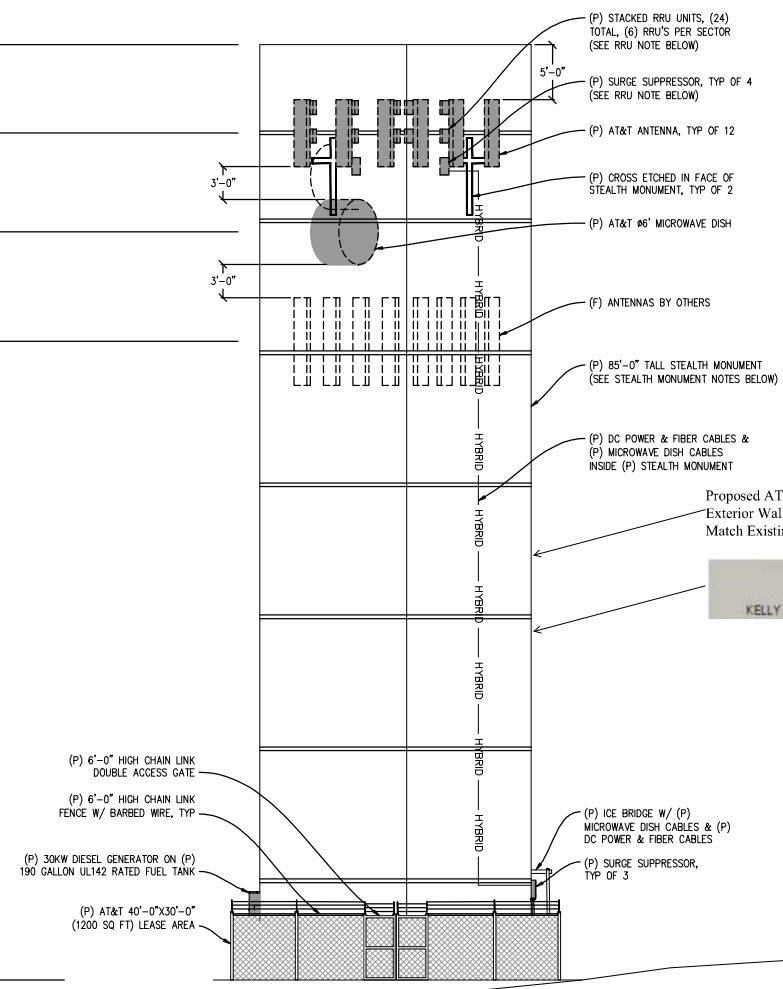 (P) STACKED RRU UNITS, (24)
TOTAL, (6) RRU'S PER SECTOR
(SEE RRU NOTE BELOW)
5'-0"
(P) SURGE SUPPRESSOR, TYP OF 4
(SEE RRU NOTE BELOW)
(P) AT&T ANTENNA, TYP OF 12
(P) CROSS ETCHED IN FACE OF
STEALTH MONUMENT, TYP OF 2
3'-0"
(P) AT&T ø6' MICROWAVE DISH
3'-0"
(F) ANTENNAS BY OTHERS
(P) 85'-0" TALL STEALTH MONUMENT
(SEE STEALTH MONUMENT NOTES BELOW)
(P) DC POWER & FIBER CABLES &
(P) MICROWAVE DISH CABLES
INSIDE (P) STEALTH MONUMENT
Proposed AT
Exterior Wal
Match Existin
KELLY
HYBRID
HYBRID
HYBRID
HYBRID
HYBRID
HYBRID
HYBRID
HYBRID
HYBRID
(P) 6'-0" HIGH CHAIN LINK
DOUBLE ACCESS GATE
(P) 6'-0" HIGH CHAIN LINK
FENCE W/ BARBED WIRE, TYP
(P) 30KW DIESEL GENERATOR ON (P)
190 GALLON UL142 RATED FUEL TANK
(P) AT&T 40'-0"X30'-0"
(1200 SQ FT) LEASE AREA
(P) ICE BRIDGE W/ (P)
MICROWAVE DISH CABLES & (P)
DC POWER & FIBER CABLES
(P) SURGE SUPPRESSOR,
TYP OF 3